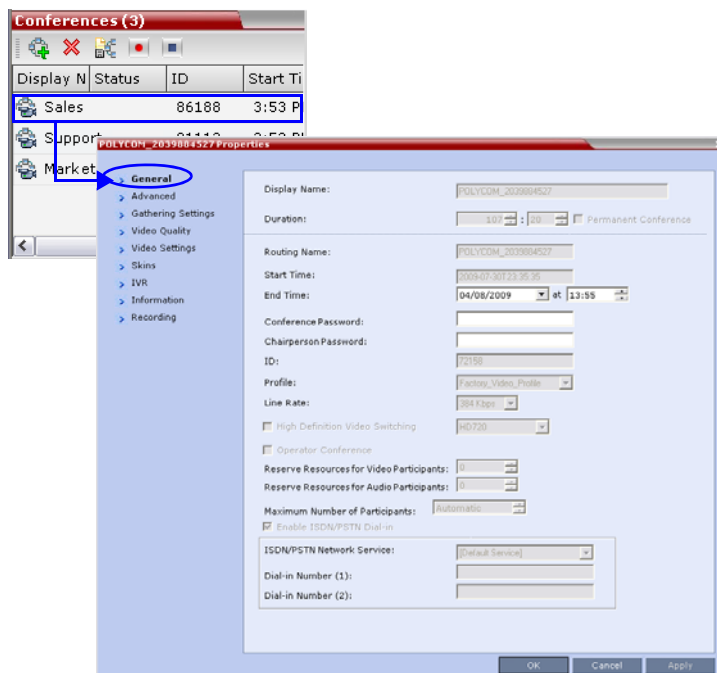 Conferences (3)
Display N Status ID Start Ti
Sales 86188 3:53 P
Support
Market
POLYCOM_2039884527 Properties
General
Advanced
Gathering Settings
Video Quality
Video Settings
Skins
IVR
Information
Recording
Display Name: POLYCOM_2039884527
Duration: 107 : 20 Permanent Conference
Routing Name: POLYCOM_2039884527
Start Time: 2009-07-30T23:35:35
End Time: 04/08/2009 at 13:55
Conference Password:
Chairperson Password:
ID: 72158
Profile: Factory_Video_Profile
Line Rate: 384 Kbps
High Definition Video Switching HD720
Operator Conference
Reserve Resources for Video Participants: 0
Reserve Resources for Audio Participants: 0
Maximum Number of Participants: Automatic
Enable ISDN/PSTN Dial-in
ISDN/PSTN Network Service: [Default Service]
Dial-in Number (1):
Dial-in Number (2):
OK Cancel Apply